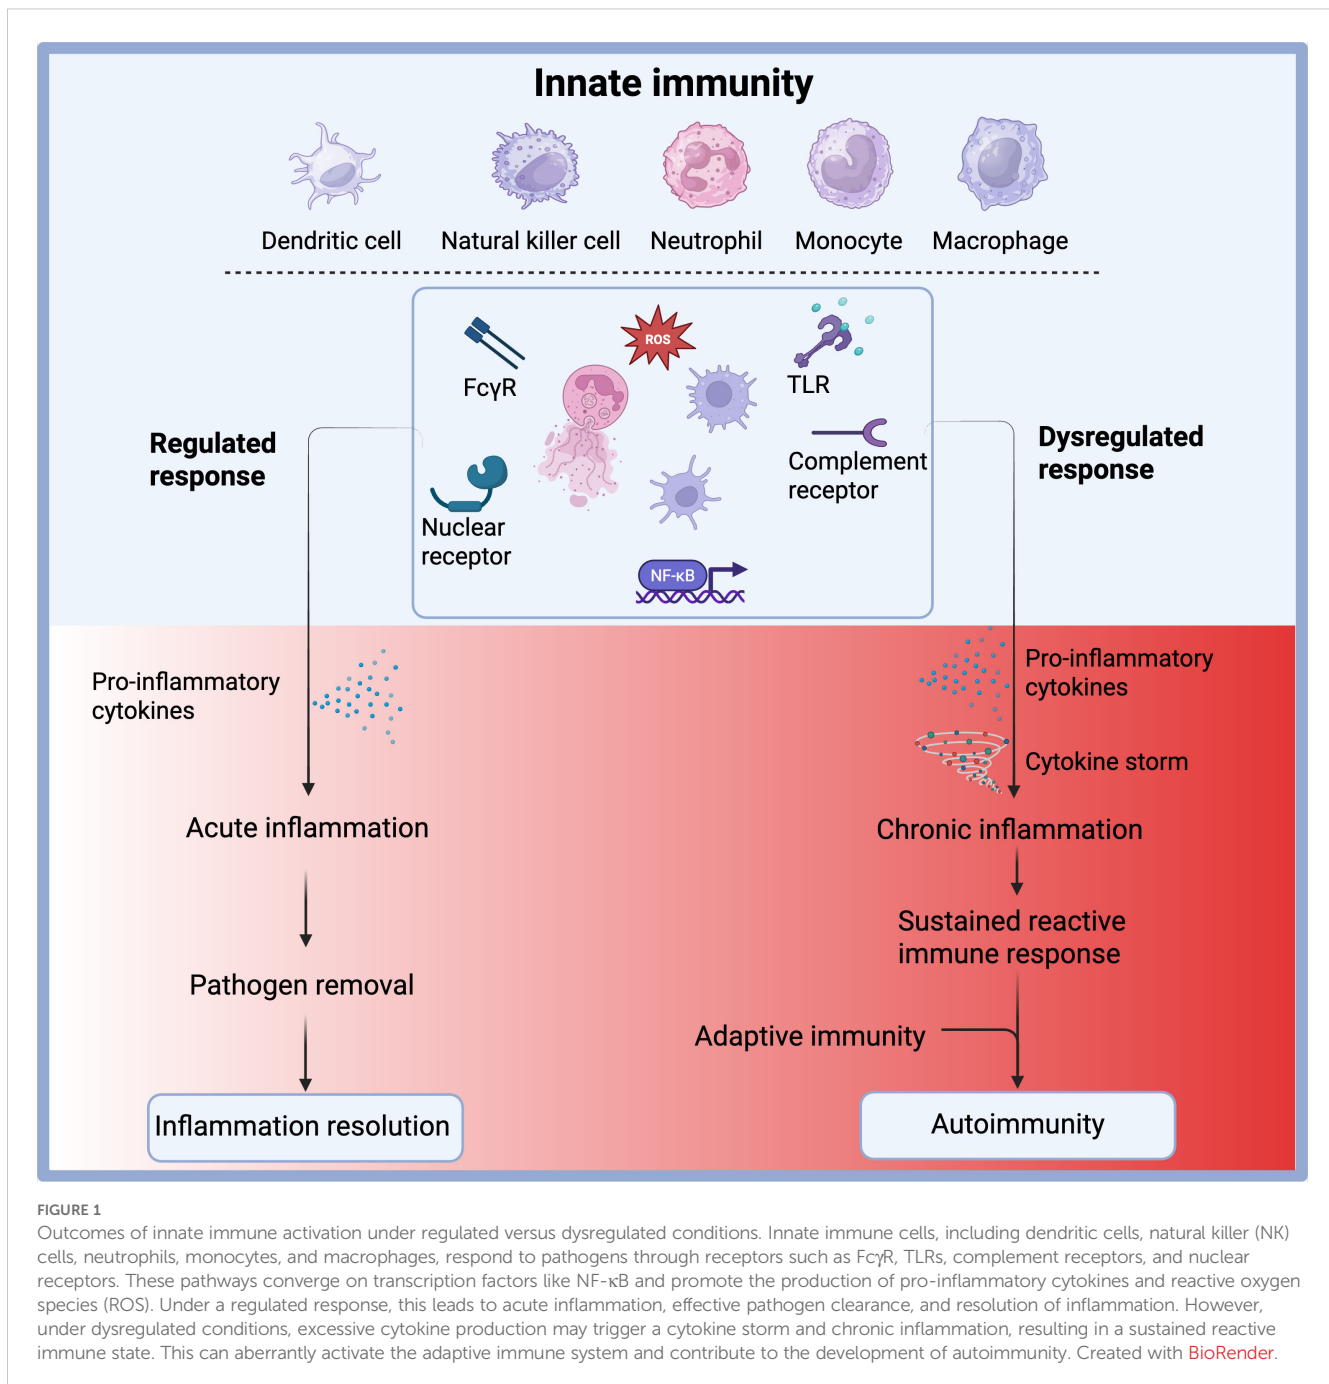 Innate immunity
Dendritic cell
Natural killer cell
Neutrophil
Monocyte
Macrophage
FcγR
ROS
TLR
Regulated
response
Dysregulated
response
Complement
receptor
Nuclear
receptor
NF-κB
Pro-inflammatory
cytokines
Pro-inflammatory
cytokines
Cytokine storm
Acute inflammation
Chronic inflammation
Sustained reactive
immune response
Pathogen removal
Adaptive immunity
Inflammation resolution
Autoimmunity
FIGURE 1
Outcomes of innate immune activation under regulated versus dysregulated conditions. Innate immune cells, including dendritic cells, natural killer (NK)
cells, neutrophils, monocytes, and macrophages, respond to pathogens through receptors such as FcγR, TLRs, complement receptors, and nuclear
receptors. These pathways converge on transcription factors like NF-κB and promote the production of pro-inflammatory cytokines and reactive oxygen
species (ROS). Under a regulated response, this leads to acute inflammation, effective pathogen clearance, and resolution of inflammation. However,
under dysregulated conditions, excessive cytokine production may trigger a cytokine storm and chronic inflammation, resulting in a sustained reactive
immune state. This can aberrantly activate the adaptive immune system and contribute to the development of autoimmunity. Created with BioRender.